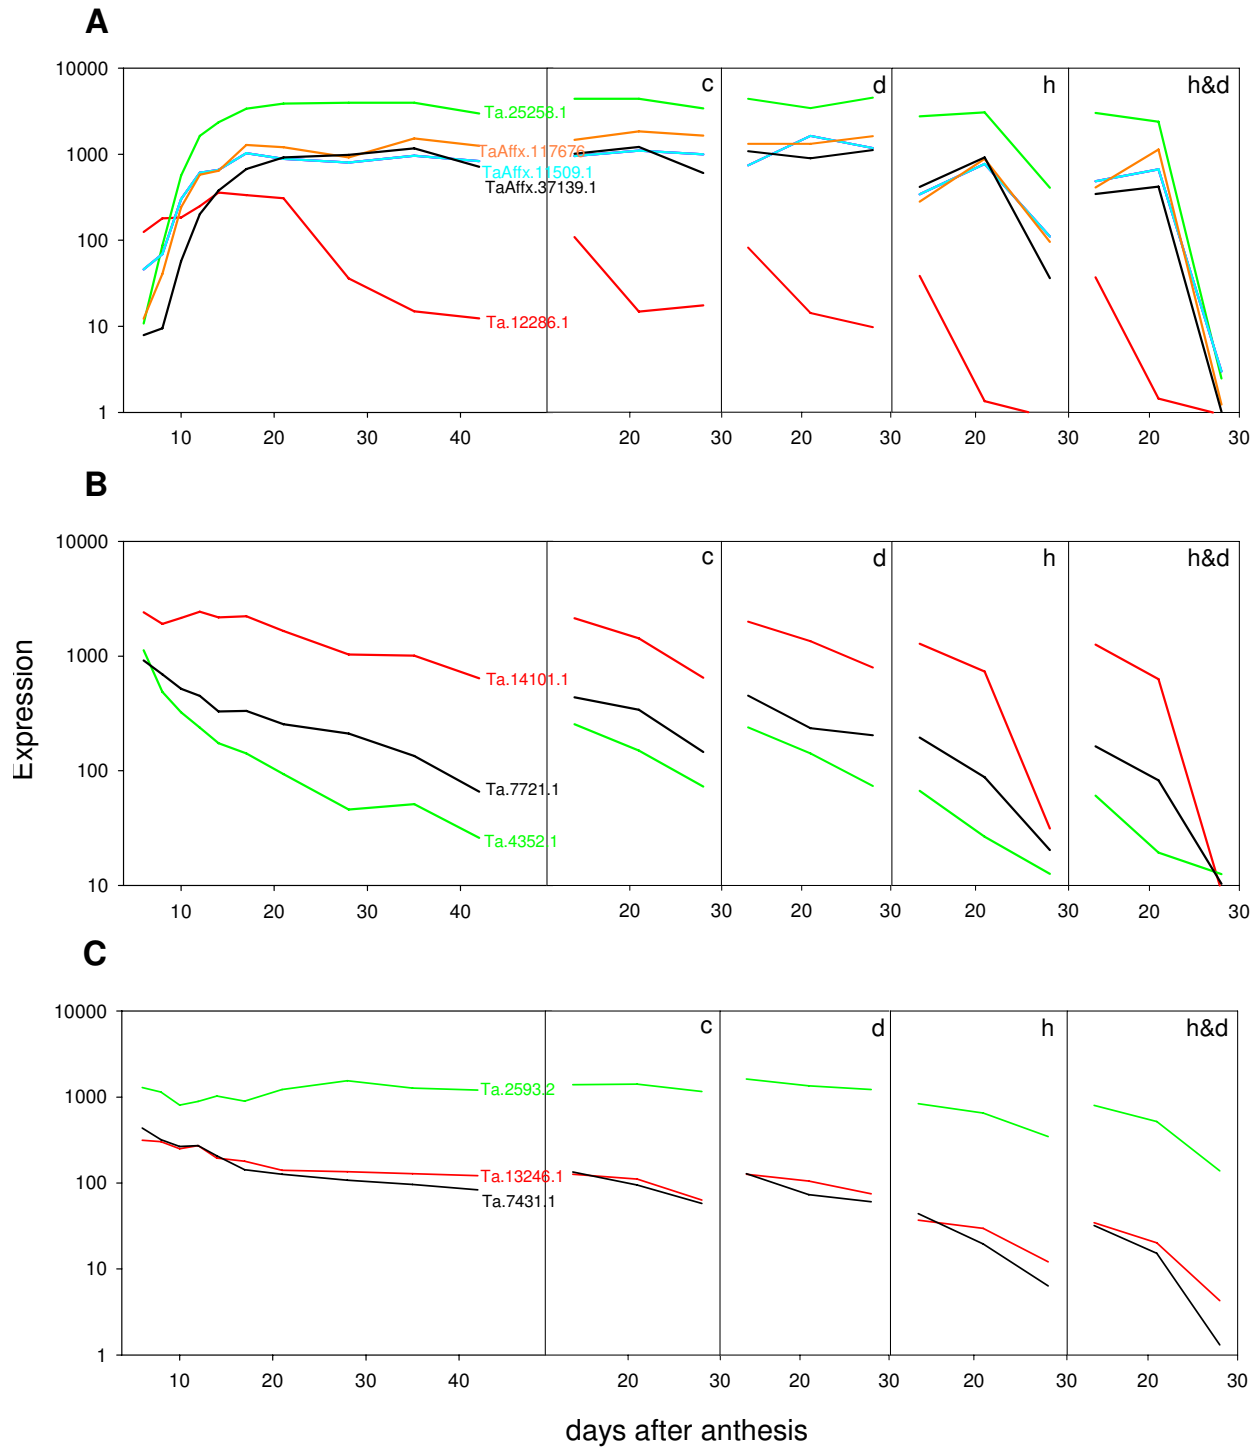 A
10000
1000
100
10
1
c
d
h
h&d
Ta.25258.1
TaAffx.117676
TaAffx.11509.1
TaAffx.37139.1
Ta.12286.1
10 20 30 40 20 30 20 30 20 30 20 30
B
10000
1000
100
10
c
d
h
h&d
Ta.14101.1
Ta.7721.1
Ta.4352.1
10 20 30 40 20 30 20 30 20 30 20 30
Expression
C
10000
1000
100
10
1
c
d
h
h&d
Ta.2593.2
Ta.13246.1
Ta.7431.1
10 20 30 40 20 30 20 30 20 30 20 30
days after anthesis